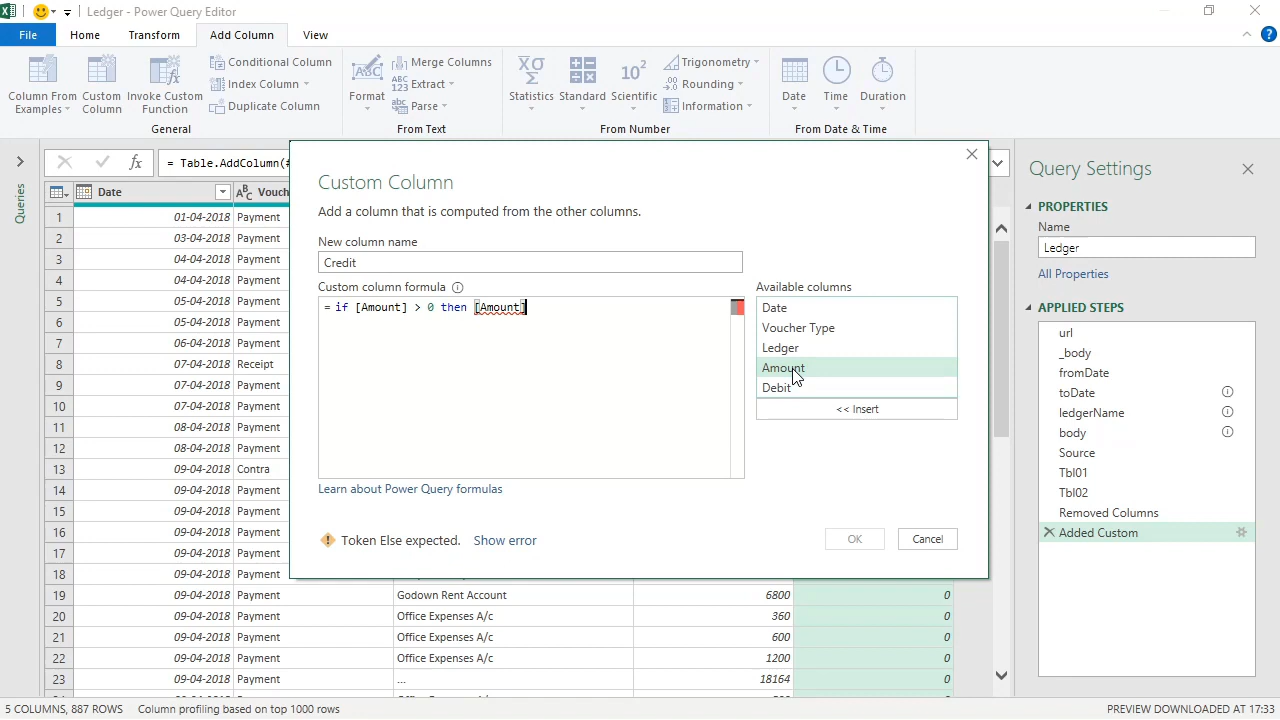 Ledger - Power Query Editor
File Home Transform Add Column View
Column From Examples
Custom Column
Invoke Custom Function
Conditional Column
Index Column
Duplicate Column
General
Format
Merge Columns
Extract
Parse
From Text
Statistics
Standard
Scientific
Trigonometry
Rounding
Information
From Number
Date
Time
Duration
From Date & Time
Queries
= Table.AddColumn(
Date Vouch
1 01-04-2018 Payment
2 03-04-2018 Payment
3 04-04-2018 Payment
4 04-04-2018 Payment
5 05-04-2018 Payment
6 05-04-2018 Payment
7 06-04-2018 Payment
8 07-04-2018 Receipt
9 07-04-2018 Payment
10 07-04-2018 Payment
11 08-04-2018 Payment
12 08-04-2018 Payment
13 09-04-2018 Contra
14 09-04-2018 Payment
15 09-04-2018 Payment
16 09-04-2018 Payment
17 09-04-2018 Payment
18 09-04-2018 Payment
19 09-04-2018 Payment Godown Rent Account 6800 0
20 09-04-2018 Payment Office Expenses A/c 360 0
21 09-04-2018 Payment Office Expenses A/c 600 0
22 09-04-2018 Payment Office Expenses A/c 1200 0
23 09-04-2018 Payment ... 18164 0
Custom Column
Add a column that is computed from the other columns.
New column name
Credit
Custom column formula
= if [Amount] > 0 then [Amount]
Available columns
Date
Voucher Type
Ledger
Amount
Debit
<< Insert
Learn about Power Query formulas
Token Else expected. Show error
OK Cancel
Query Settings
PROPERTIES
Name
Ledger
All Properties
APPLIED STEPS
url
_body
fromDate
toDate
ledgerName
body
Source
Tbl01
Tbl02
Removed Columns
Added Custom
5 COLUMNS, 887 ROWS Column profiling based on top 1000 rows PREVIEW DOWNLOADED AT 17:33